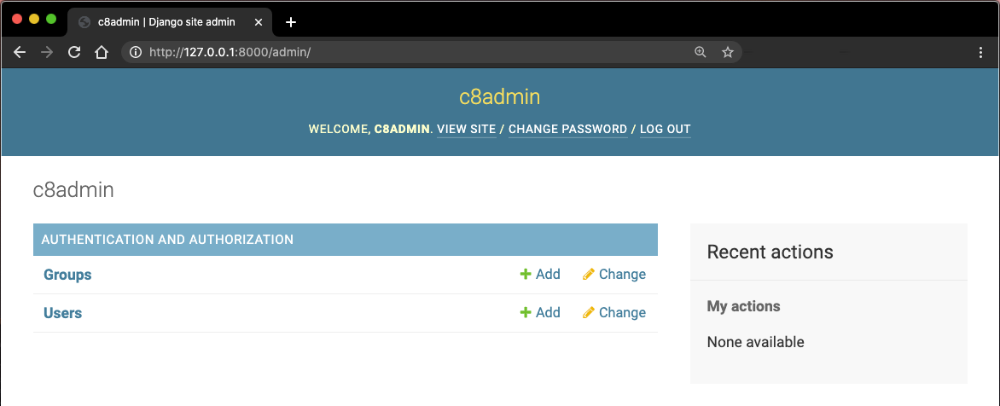 c8admin | Django site admin
http://127.0.0.1:8000/admin/
c8admin
WELCOME, C8ADMIN. VIEW SITE / CHANGE PASSWORD / LOG OUT
c8admin
AUTHENTICATION AND AUTHORIZATION
Groups Add Change
Users Add Change
Recent actions
My actions
None available